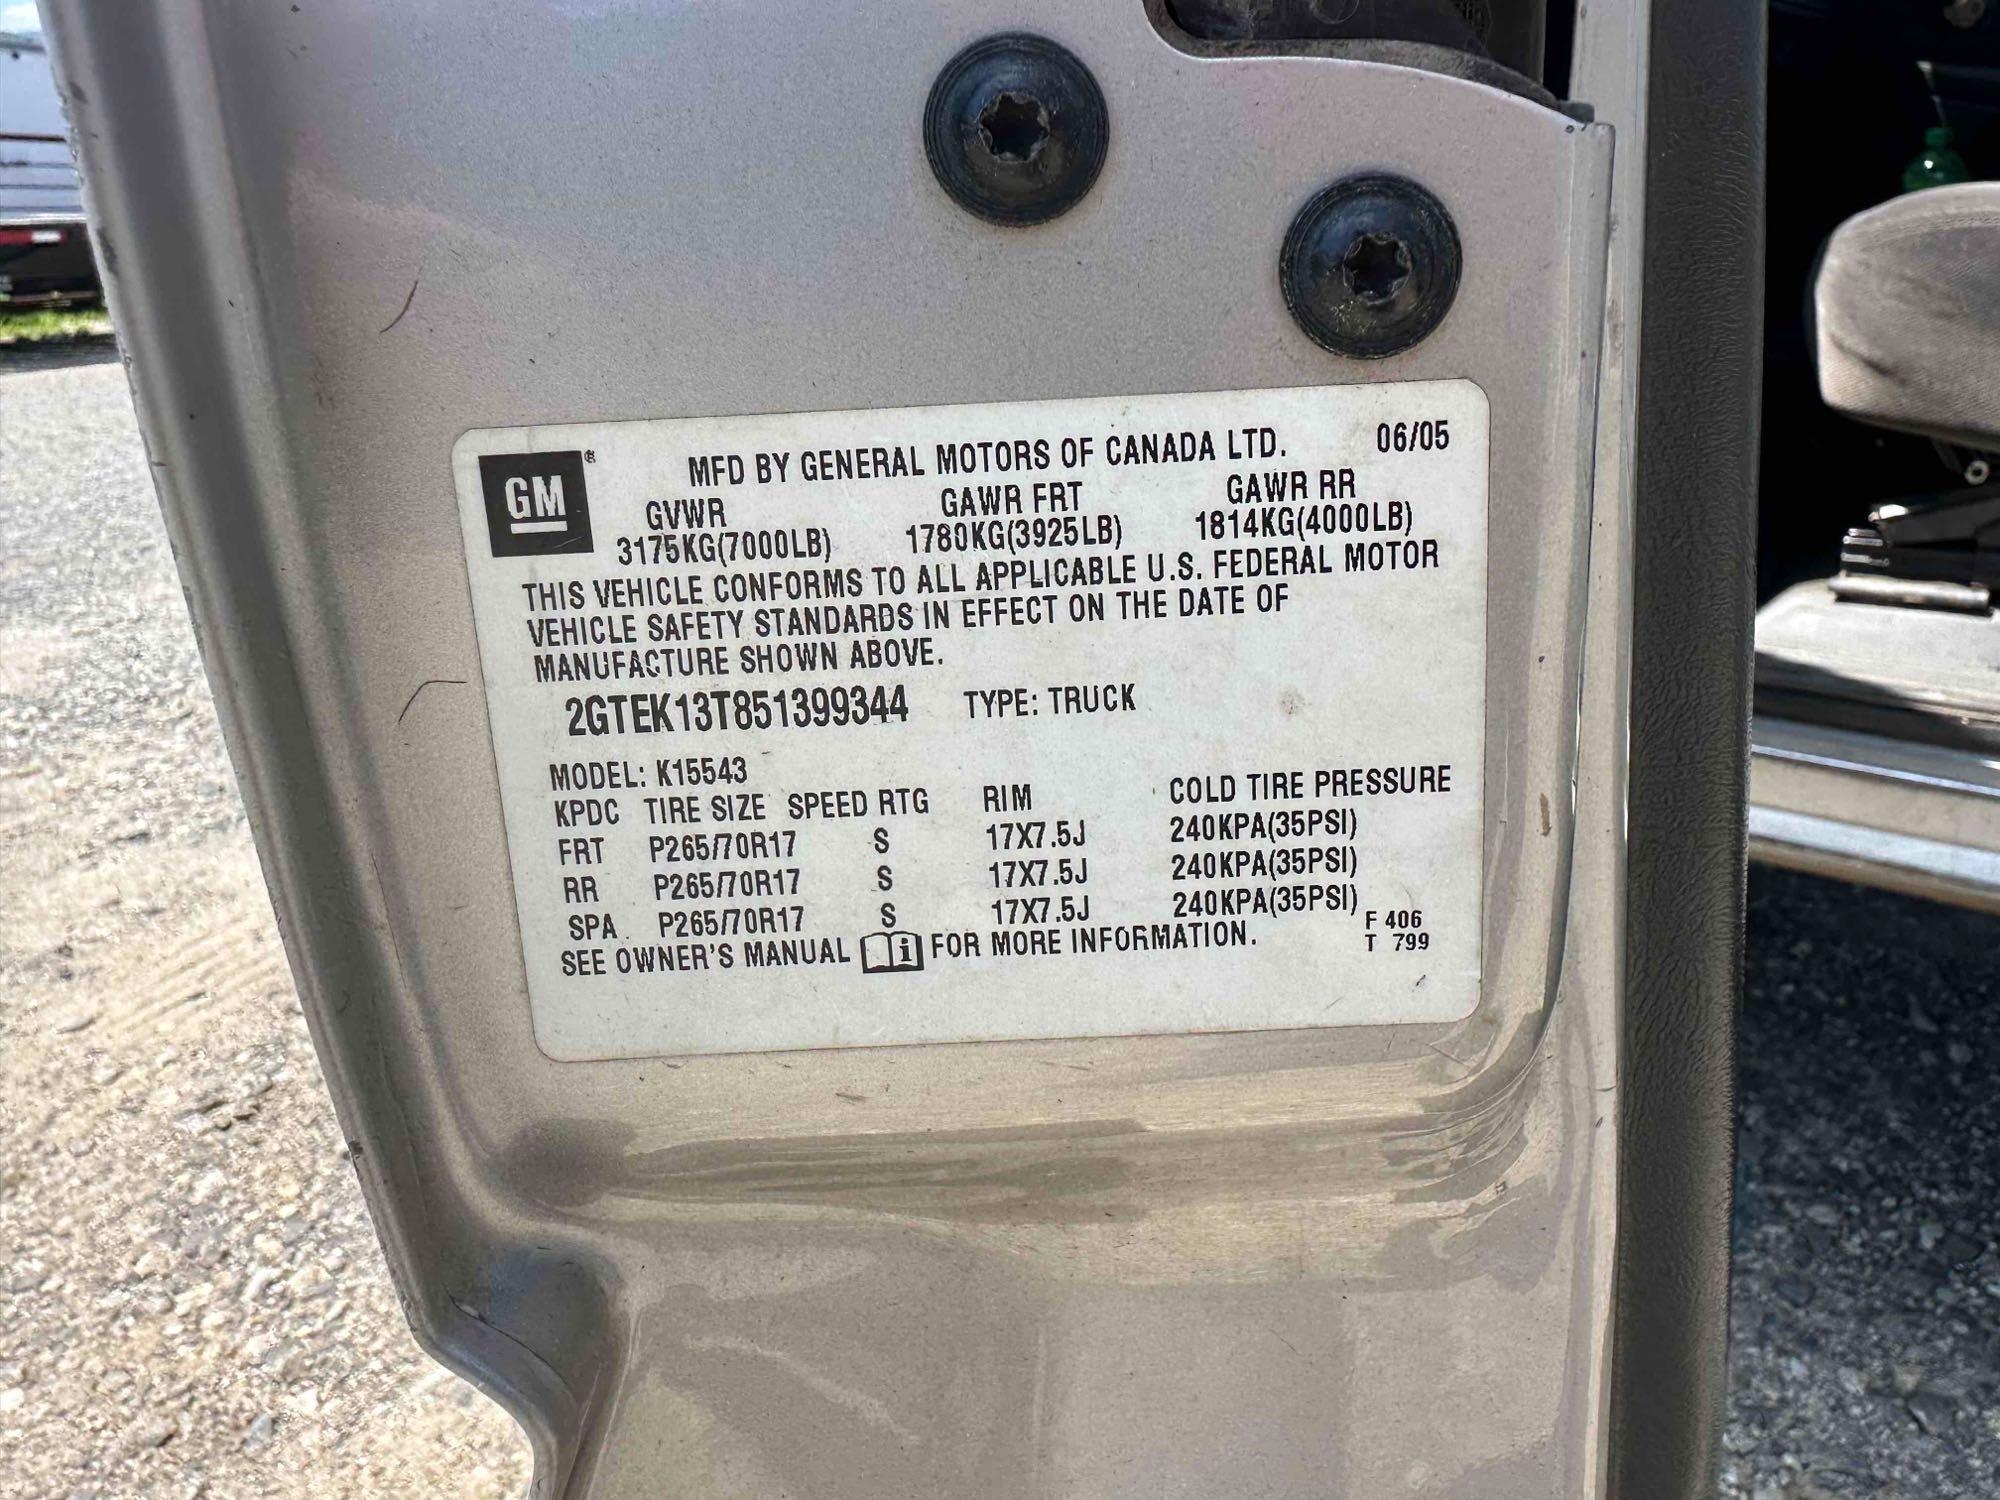 GM®
MFD BY GENERAL MOTORS OF CANADA LTD. 06/05
GVWR GAWR FRT GAWR RR
3175KG(7000LB) 1780KG(3925LB) 1814KG(4000LB)
THIS VEHICLE CONFORMS TO ALL APPLICABLE U.S. FEDERAL MOTOR
VEHICLE SAFETY STANDARDS IN EFFECT ON THE DATE OF
MANUFACTURE SHOWN ABOVE.
2GTEK13T851399344 TYPE: TRUCK
MODEL: K15543
KPDC TIRE SIZE SPEED RTG RIM COLD TIRE PRESSURE
FRT P265/70R17 S 17X7.5J 240KPA(35PSI)
RR P265/70R17 S 17X7.5J 240KPA(35PSI)
SPA P265/70R17 S 17X7.5J 240KPA(35PSI)
SEE OWNER'S MANUAL i FOR MORE INFORMATION.
F 406
T 799